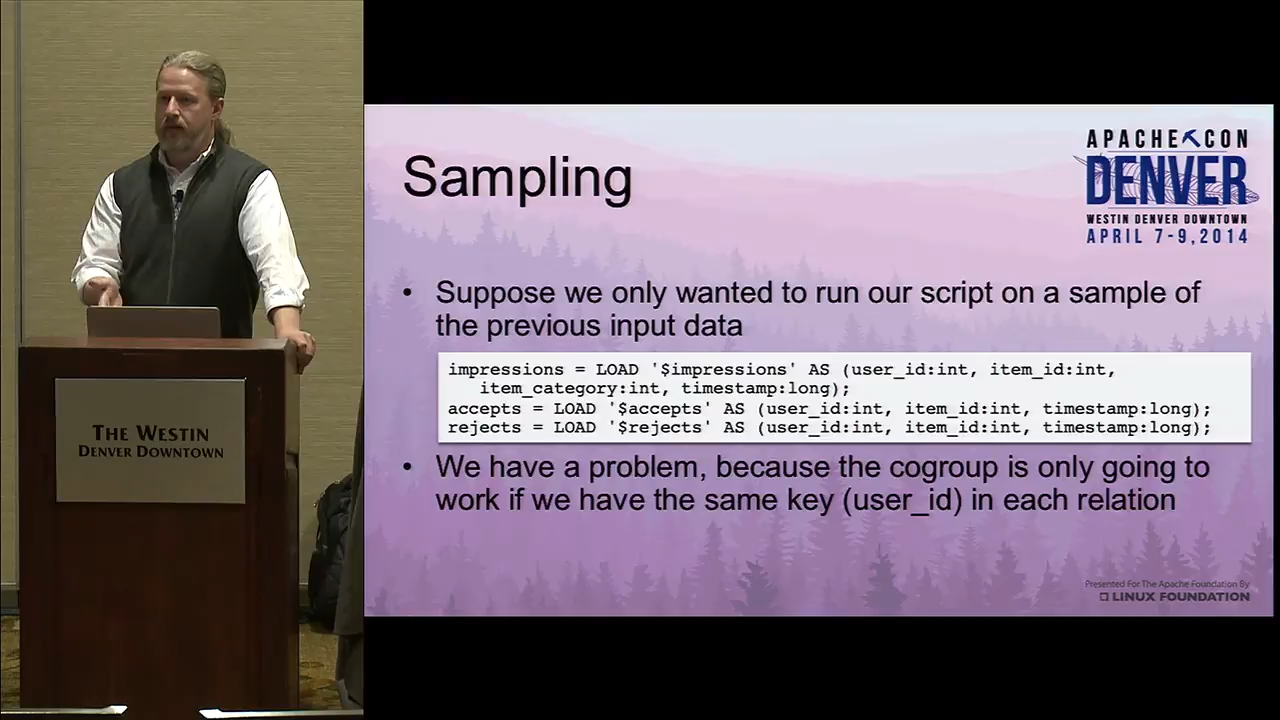 THE WESTIN
DENVER DOWNTOWN
Sampling
APACHE CON
DENVER
WESTIN DENVER DOWNTOWN
APRIL 7-9,2014
• Suppose we only wanted to run our script on a sample of
the previous input data
impressions = LOAD '$impressions' AS (user_id:int, item_id:int,
item_category:int, timestamp:long);
accepts = LOAD '$accepts' AS (user_id:int, item_id:int, timestamp:long);
rejects = LOAD '$rejects' AS (user_id:int, item_id:int, timestamp:long);
• We have a problem, because the cogroup is only going to
work if we have the same key (user_id) in each relation
Presented For The Apache Foundation By
LINUX FOUNDATION